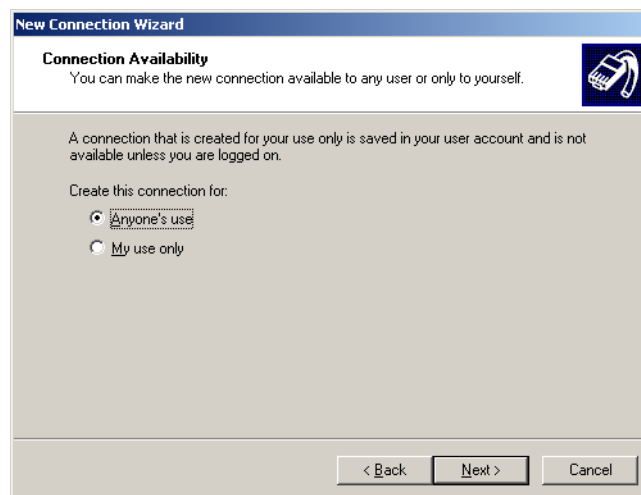 New Connection Wizard
Connection Availability
You can make the new connection available to any user or only to yourself.
A connection that is created for your use only is saved in your user account and is not
available unless you are logged on.
Create this connection for:
Anyone's use
My use only
< Back Next > Cancel